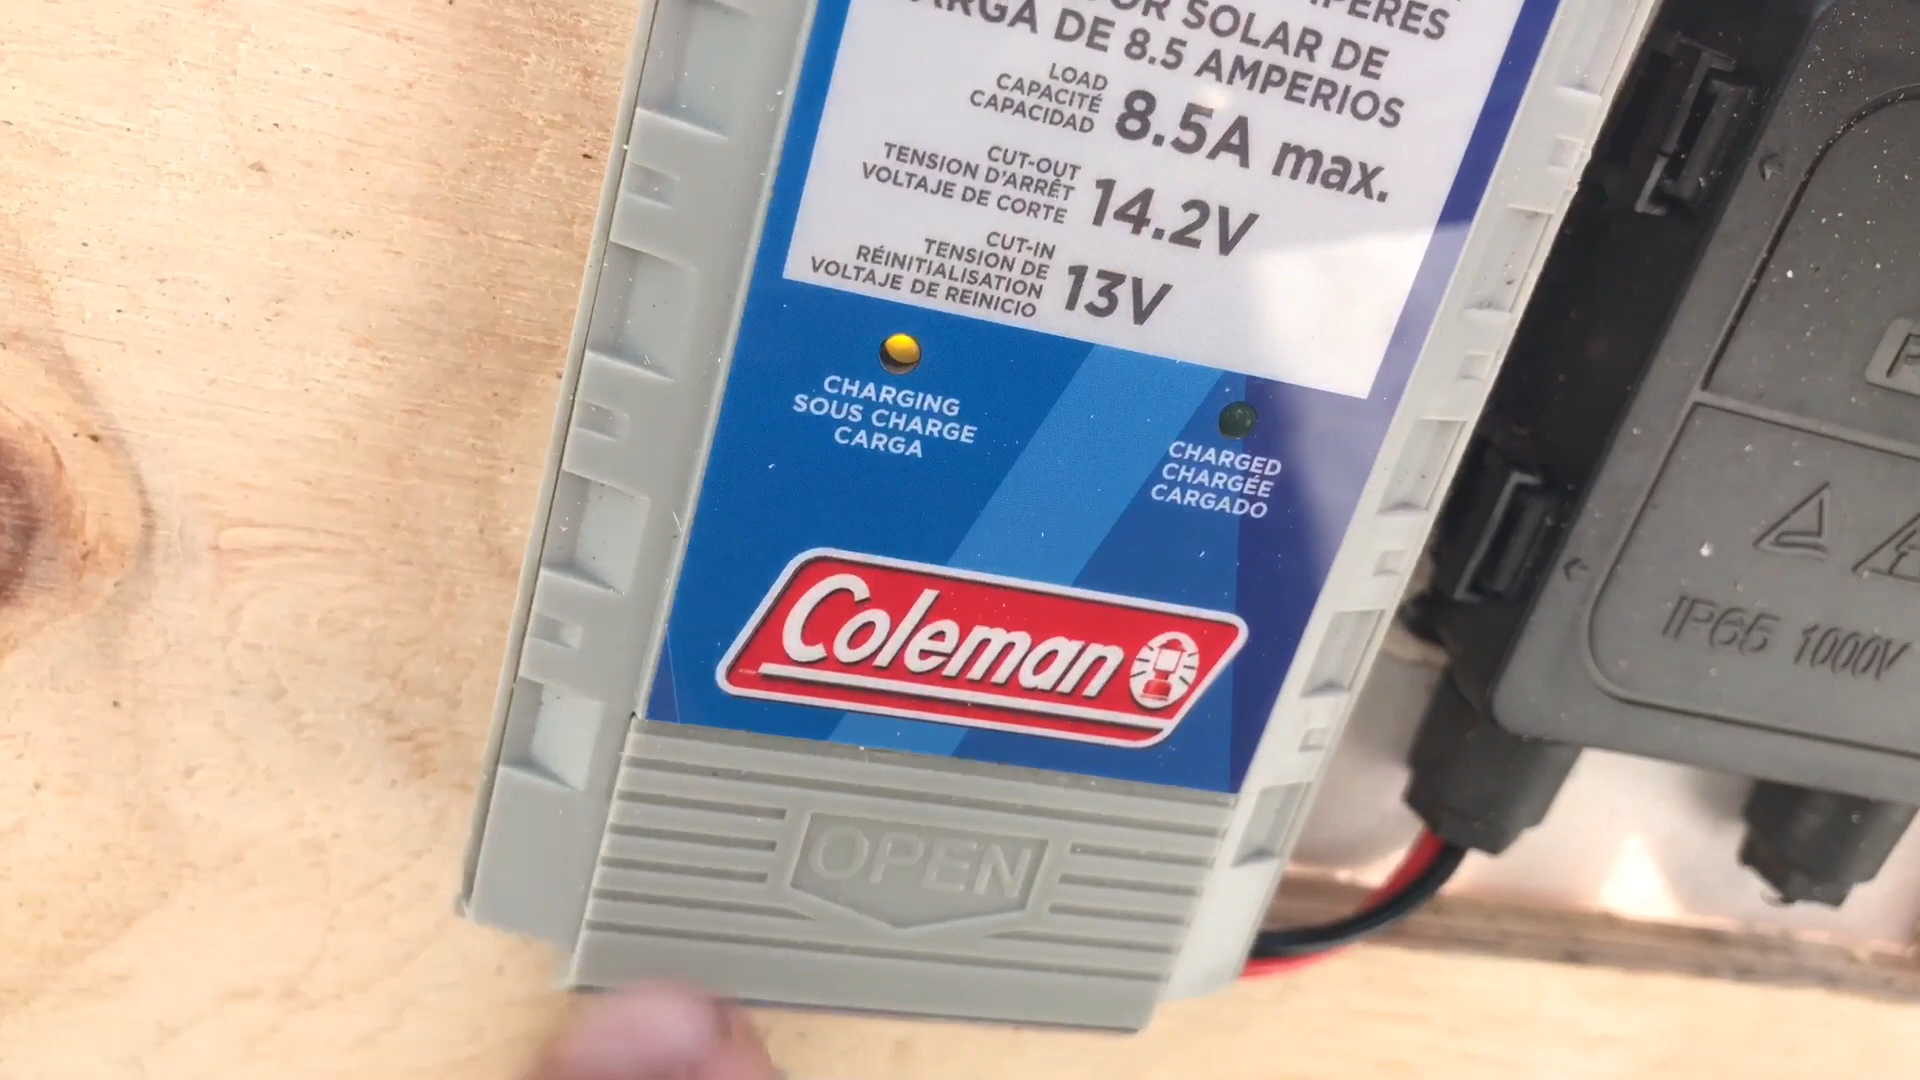 SOLAR DE
CARGA DE 8.5 AMPERIOS
LOAD
CAPACITÉ
CAPACIDAD
8.5A max.
CUT-OUT
TENSION D'ARRÊT
VOLTAJE DE CORTE
14.2V
CUT-IN
TENSION DE
RÉINITIALISATION
VOLTAJE DE REINICIO
13V
CHARGING
SOUS CHARGE
CARGA
CHARGED
CHARGÉE
CARGADO
Coleman
OPEN
IP65 1000V